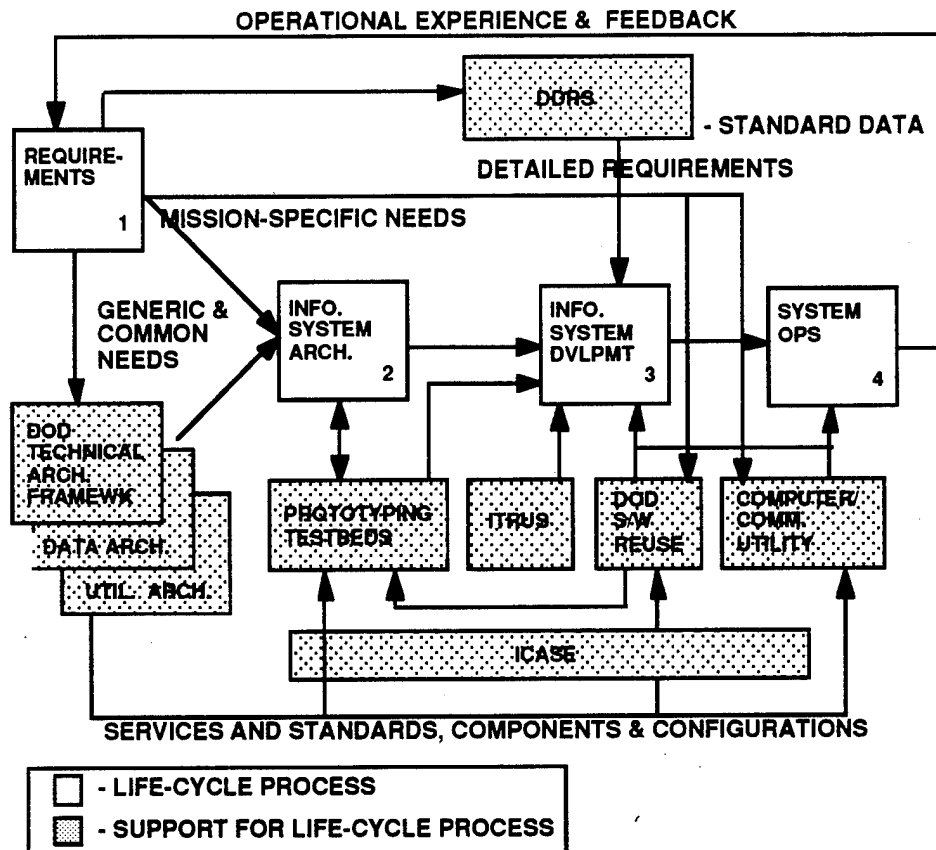 OPERATIONAL EXPERIENCE & FEEDBACK
DDRS
- STANDARD DATA
REQUIRE-
MENTS
1
DETAILED REQUIREMENTS
MISSION-SPECIFIC NEEDS
GENERIC &
COMMON
NEEDS
INFO.
SYSTEM
ARCH.
2
INFO.
SYSTEM
DVLPMT
3
SYSTEM
OPS
4
DOD
TECHNICAL
ARCH.
FRAMEWK
DATA ARCH.
UTIL. ARCH.
PROTOTYPING
TESTBEDS
ITRUS
DOD
S/W
REUSE
COMPUTER/
COMM.
UTILITY
ICASE
SERVICES AND STANDARDS, COMPONENTS & CONFIGURATIONS
- LIFE-CYCLE PROCESS
- SUPPORT FOR LIFE-CYCLE PROCESS